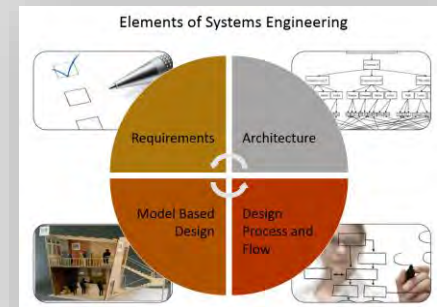 Elements of Systems Engineering
Requirements
Architecture
Model Based
Design
Design
Process and
Flow